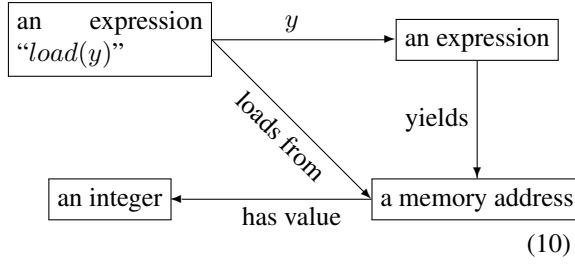 an expression
“load(y)”
y
an expression
loads from
yields
an integer
has value
a memory address
(10)